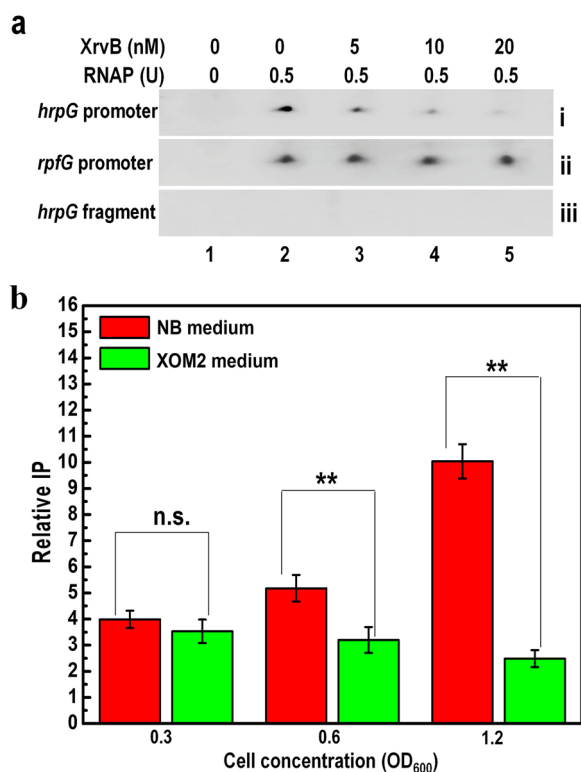 a
XrvB (nM) 0 0 5 10 20
RNAP (U) 0 0.5 0.5 0.5 0.5
hrpG promoter i
rpfG promoter ii
hrpG fragment iii
1 2 3 4 5
b
16
15
14
13
12
11
10
9
8
7
6
5
4
3
2
1
0
Relative IP
NB medium
XOM2 medium
n.s.
**
**
0.3 0.6 1.2
Cell concentration (OD600)